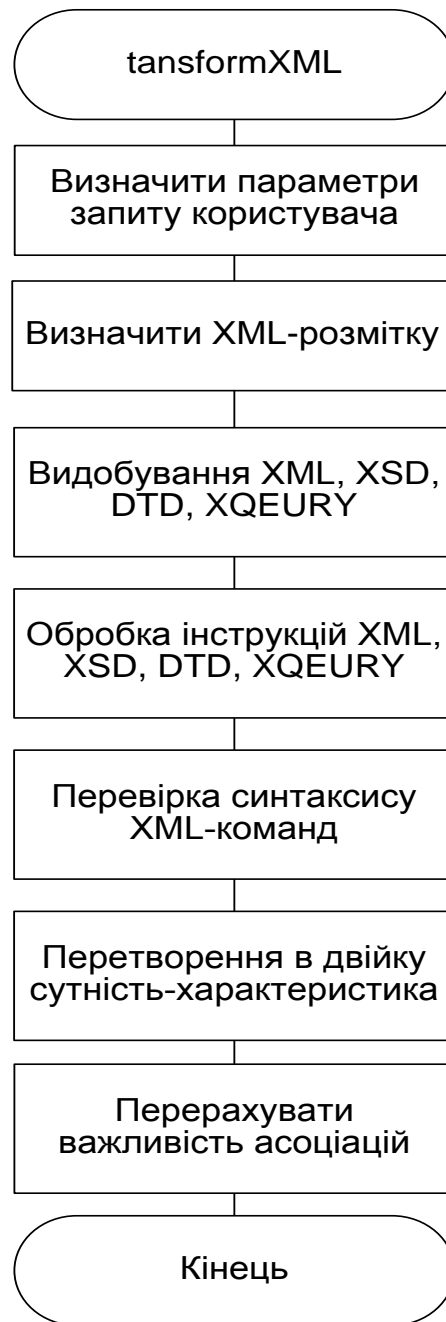 tansformXML
Визначити параметри
запиту користувача
Визначити XML-розмітку
Видобування XML, XSD,
DTD, XQEURY
Обробка інструкцій XML,
XSD, DTD, XQEURY
Перевірка синтаксису
XML-команд
Перетворення в двійку
сутність-характеристика
Перерахувати
важливість асоціацій
Кінець